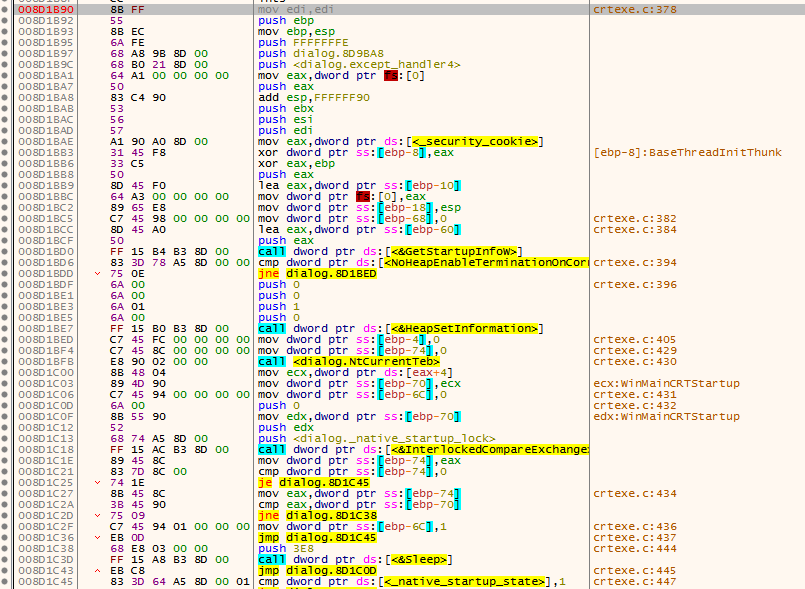 008D1B90 8B FF mov edi,edi crtexe.c:378
008D1B92 55 push ebp
008D1B93 8B EC mov ebp,esp
008D1B95 6A FE push FFFFFFFE
008D1B97 68 A8 9B 8D 00 push dialog.8D9BA8
008D1B9C 68 B0 21 8D 00 push <dialog.except_handler4>
008D1BA1 64 A1 00 00 00 00 mov eax,dword ptr fs:[0]
008D1BA7 50 push eax
008D1BA8 83 C4 90 add esp,FFFFFF90
008D1BAB 53 push ebx
008D1BAC 56 push esi
008D1BAD 57 push edi
008D1BAE A1 90 A0 8D 00 mov eax,dword ptr ds:[<_security_cookie>]
008D1BB3 31 45 F8 xor dword ptr ss:[ebp-8],eax [ebp-8]:BaseThreadInitThunk
008D1BB6 33 C5 xor eax,ebp
008D1BB8 50 push eax
008D1BB9 8D 45 F0 lea eax,dword ptr ss:[ebp-10]
008D1BBC 64 A3 00 00 00 00 mov dword ptr fs:[0],eax
008D1BC2 89 65 E8 mov dword ptr ss:[ebp-18],esp
008D1BC5 C7 45 98 00 00 00 00 mov dword ptr ss:[ebp-68],0 crtexe.c:382
008D1BCC 8D 45 A0 lea eax,dword ptr ss:[ebp-60] crtexe.c:384
008D1BCF 50 push eax
008D1BD0 FF 15 B4 B3 8D 00 call dword ptr ds:[<&GetStartupInfoW>]
008D1BD6 83 3D 78 A5 8D 00 00 cmp dword ptr ds:[<NoHeapEnableTerminationOnCorr crtexe.c:394
008D1BDD 75 0E jne dialog.8D1BED
008D1BDF 6A 00 push 0 crtexe.c:396
008D1BE1 6A 00 push 0
008D1BE3 6A 01 push 1
008D1BE5 6A 00 push 0
008D1BE7 FF 15 B0 B3 8D 00 call dword ptr ds:[<&HeapSetInformation>]
008D1BED C7 45 FC 00 00 00 00 mov dword ptr ss:[ebp-4],0 crtexe.c:405
008D1BF4 C7 45 8C 00 00 00 00 mov dword ptr ss:[ebp-74],0 crtexe.c:429
008D1BFB E8 90 02 00 00 call <dialog.NtCurrentTeb> crtexe.c:430
008D1C00 8B 48 04 mov ecx,dword ptr ds:[eax+4]
008D1C03 89 4D 90 mov dword ptr ss:[ebp-70],ecx ecx:WinMainCRTStartup
008D1C06 C7 45 94 00 00 00 00 mov dword ptr ss:[ebp-6C],0 crtexe.c:431
008D1C0D 6A 00 push 0 crtexe.c:432
008D1C0F 8B 55 90 mov edx,dword ptr ss:[ebp-70] edx:WinMainCRTStartup
008D1C12 52 push edx
008D1C13 68 74 A5 8D 00 push <dialog._native_startup_lock>
008D1C18 FF 15 AC B3 8D 00 call dword ptr ds:[<&InterlockedCompareExchange>
008D1C1E 89 45 8C mov dword ptr ss:[ebp-74],eax
008D1C21 83 7D 8C 00 cmp dword ptr ss:[ebp-74],0
008D1C25 74 1E je dialog.8D1C45
008D1C27 8B 45 8C mov eax,dword ptr ss:[ebp-74] crtexe.c:434
008D1C2A 3B 45 90 cmp eax,dword ptr ss:[ebp-70]
008D1C2D 75 09 jne dialog.8D1C38
008D1C2F C7 45 94 01 00 00 00 mov dword ptr ss:[ebp-6C],1 crtexe.c:436
008D1C36 EB 0D jmp dialog.8D1C45 crtexe.c:437
008D1C38 68 E8 03 00 00 push 3E8 crtexe.c:444
008D1C3D FF 15 A8 B3 8D 00 call dword ptr ds:[<&Sleep>]
008D1C43 EB C8 jmp dialog.8D1C0D crtexe.c:445
008D1C45 83 3D 64 A5 8D 00 01 cmp dword ptr ds:[<_native_startup_state>],1 crtexe.c:447